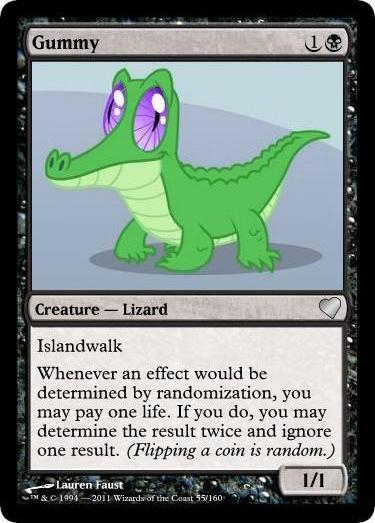 Gummy 1
Creature — Lizard
Islandwalk
Whenever an effect would be
determined by randomization, you
may pay one life. If you do, you may
determine the result twice and ignore
one result. (Flipping a coin is random.)
1/1
Lauren Faust
™ & © 1994 — 2011 Wizards of the Coast 55/160